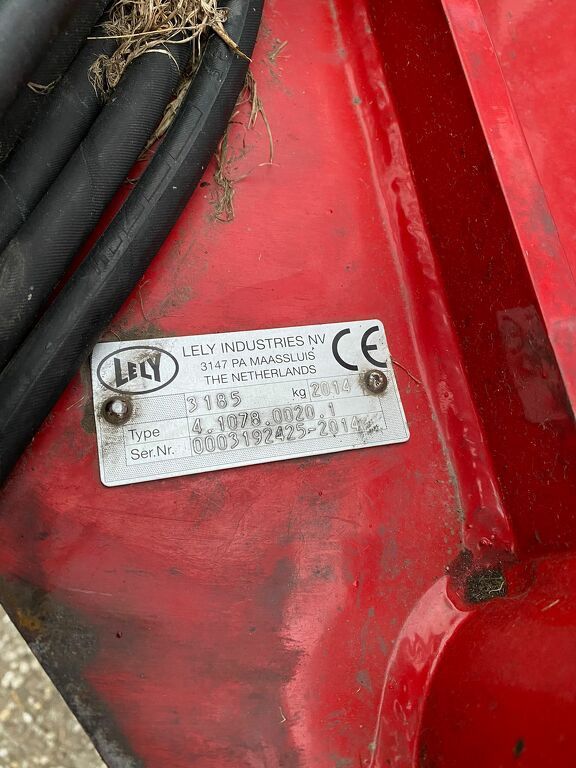 LELY
LELY INDUSTRIES NV
3147 PA MAASSLUIS
THE NETHERLANDS
CE
3185 kg 2014
Type 4.1078.0020.1
Ser.Nr. 0003192425-2014